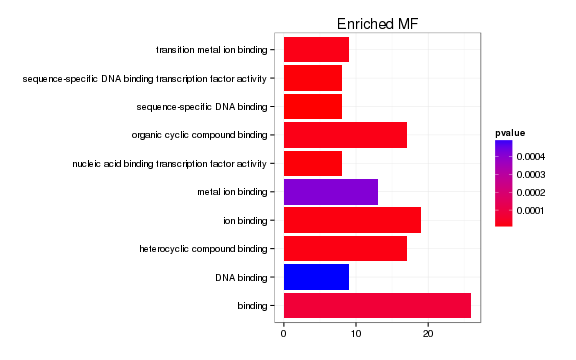 Enriched MF
transition metal ion binding
sequence-specific DNA binding transcription factor activity
sequence-specific DNA binding
organic cyclic compound binding
nucleic acid binding transcription factor activity
metal ion binding
ion binding
heterocyclic compound binding
DNA binding
binding
0 10 20
pvalue
0.0004
0.0003
0.0002
0.0001